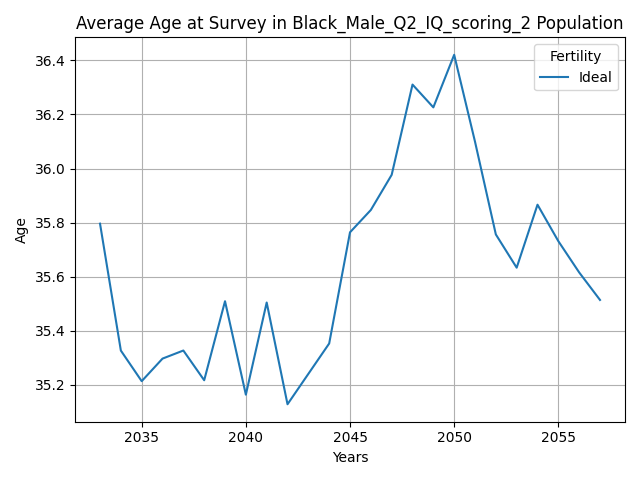 Average Age at Survey in Black_Male_Q2_IQ_scoring_2 Population
Fertility
Ideal
36.4
36.2
36.0
35.8
35.6
35.4
35.2
Age
2035 2040 2045 2050 2055
Years